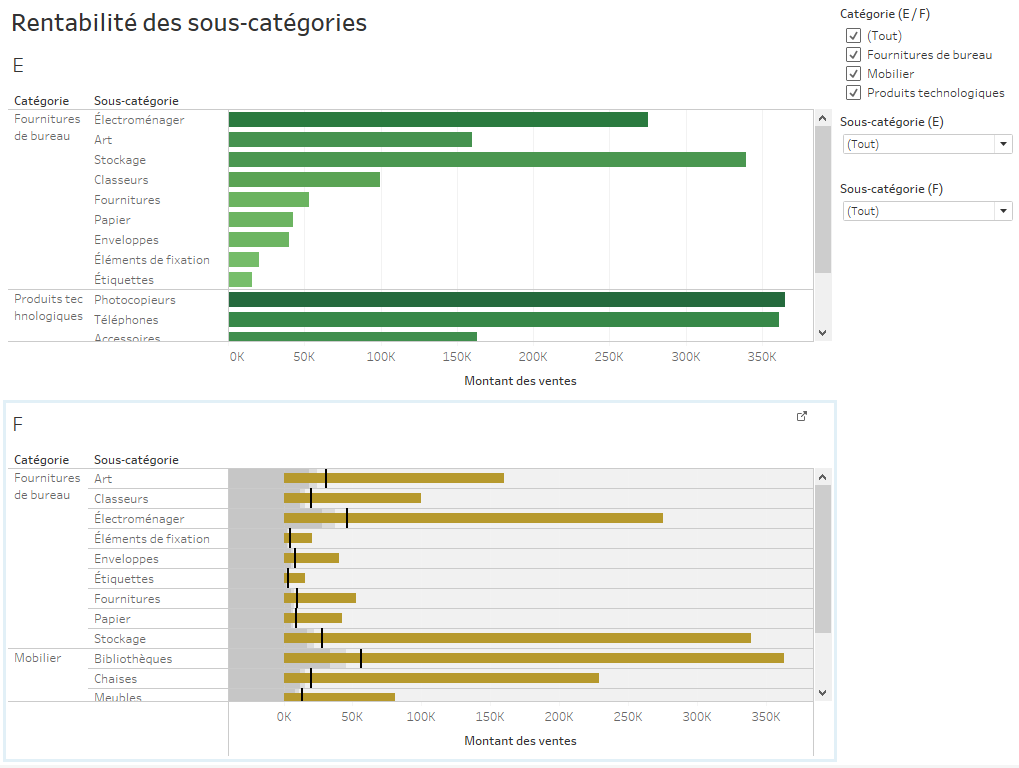 Rentabilité des sous-catégories
E
Catégorie Sous-catégorie
Fournitures de bureau
Électroménager
Art
Stockage
Classeurs
Fournitures
Papier
Enveloppes
Éléments de fixation
Étiquettes
Produits tec
hnologiques
Photocopieurs
Téléphones
Accessoires
0K 50K 100K 150K 200K 250K 300K 350K
Montant des ventes
F
Catégorie Sous-catégorie
Fournitures
de bureau
Art
Classeurs
Électroménager
Éléments de fixation
Enveloppes
Étiquettes
Fournitures
Papier
Stockage
Mobilier
Bibliothèques
Chaises
Meubles
0K 50K 100K 150K 200K 250K 300K 350K
Montant des ventes
Catégorie (E / F)
(Tout)
Fournitures de bureau
Mobilier
Produits technologiques
Sous-catégorie (E)
(Tout)
Sous-catégorie (F)
(Tout)